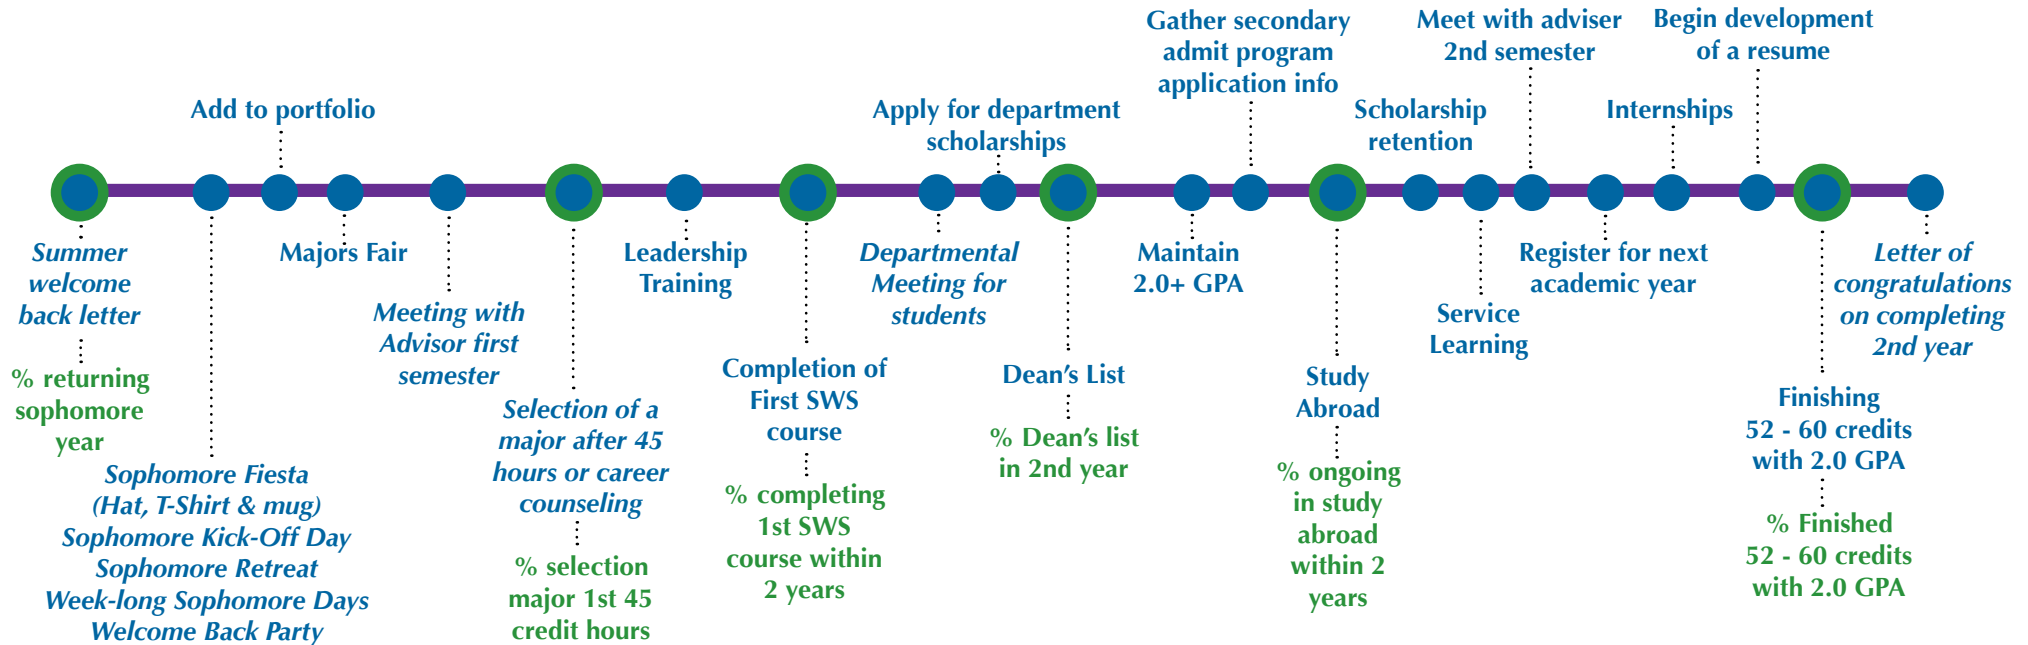 Summer
welcome
back letter
% returning
sophomore
year
Sophomore Fiesta
(Hat, T-Shirt & mug)
Sophomore Kick-Off Day
Sophomore Retreat
Week-long Sophomore Days
Welcome Back Party
Add to portfolio
Majors Fair
Meeting with
Advisor first
semester
Selection of a
major after 45
hours or career
counseling
% selection
major 1st 45
credit hours
Leadership
Training
Completion of
First SWS
course
% completing
1st SWS
course within
2 years
Departmental
Meeting for
students
Apply for department
scholarships
Dean’s List
% Dean’s list
in 2nd year
Maintain
2.0+ GPA
Gather secondary
admit program
application info
Study
Abroad
% ongoing
in study
abroad
within 2
years
Scholarship
retention
Service
Learning
Meet with adviser
2nd semester
Register for next
academic year
Internships
Begin development
of a resume
Finishing
52 - 60 credits
with 2.0 GPA
% Finished
52 - 60 credits
with 2.0 GPA
Letter of
congratulations
on completing
2nd year